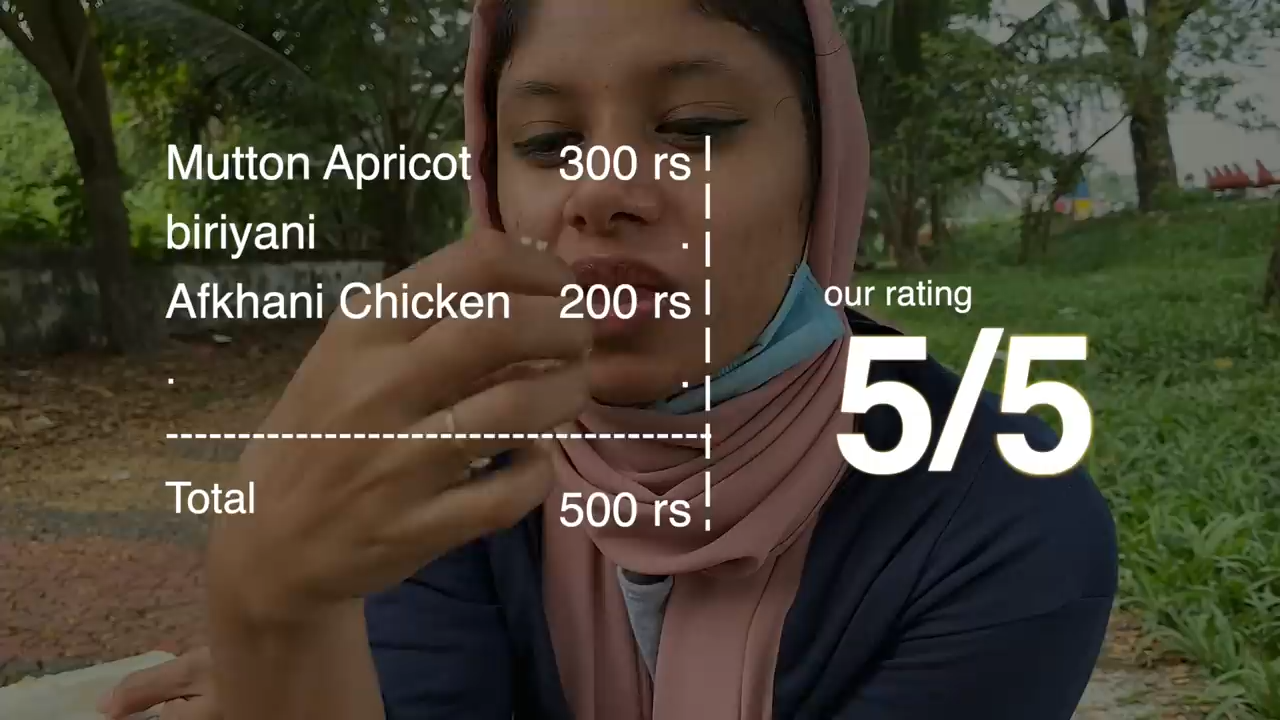 Mutton Apricot 300 rs
biriyani .
Afkhani Chicken 200 rs
. .
Total 500 rs
our rating
5/5